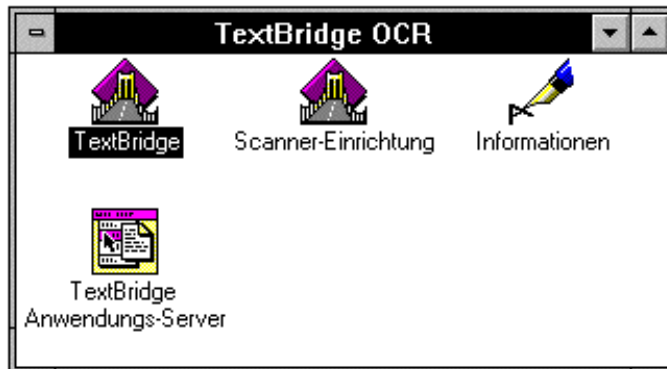 TextBridge OCR
TextBridge
Scanner-Einrichtung
Informationen
TextBridge
Anwendungs-Server